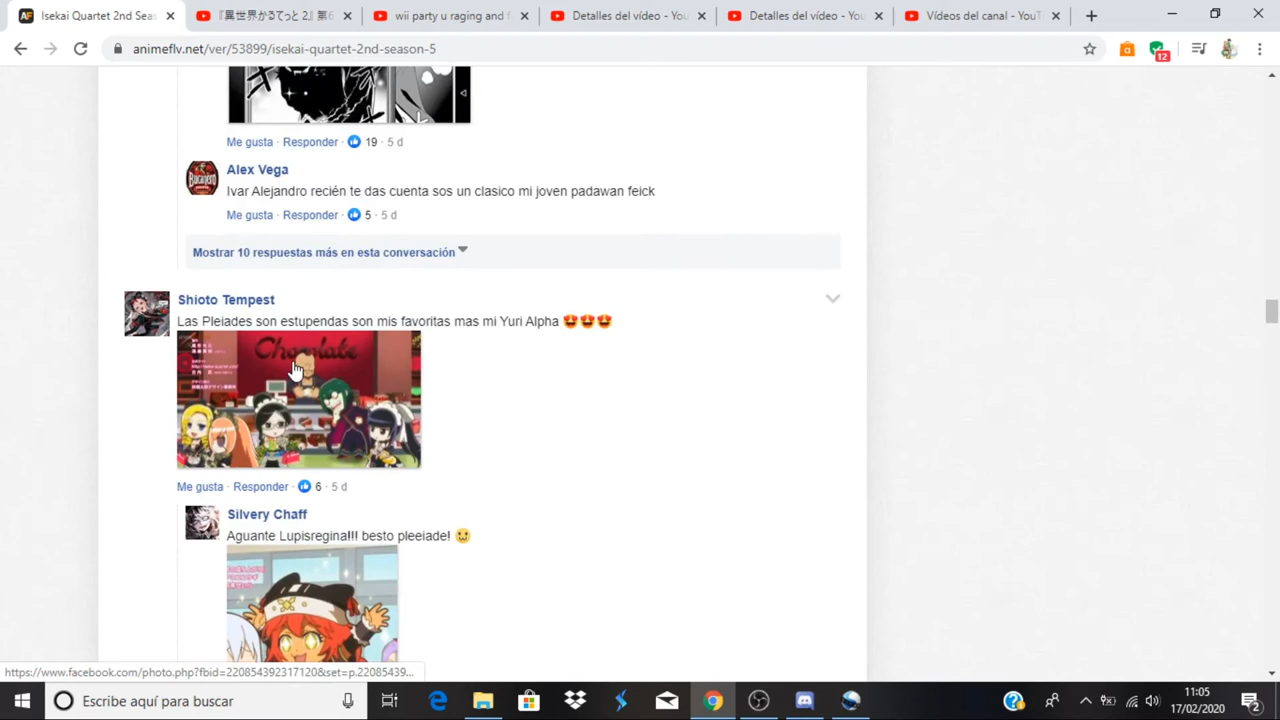 Isekai Quartet 2nd Seas
『異世界かるてっと 2』第6
wii party u raging and f
Detalles del vídeo - You
Detalles del vídeo - You
Vídeos del canal - YouT
animeflv.net/ver/53899/isekai-quartet-2nd-season-5
12
Me gusta · Responder · 19 · 5 d
Alex Vega
Ivar Alejandro recién te das cuenta sos un clasico mi joven padawan feick
Me gusta · Responder · 5 · 5 d
Mostrar 10 respuestas más en esta conversación
Shioto Tempest
Las Pleiades son estupendas son mis favoritas mas mi Yuri Alpha 😍😍😍
Chocolate
Me gusta · Responder · 6 · 5 d
Silvery Chaff
Aguante Lupisregina!!! besto pleeiade!
https://www.facebook.com/photo.php?fbid=220854392317120&set=p.22085439...
Escribe aquí para buscar
11:05
17/02/2020
2